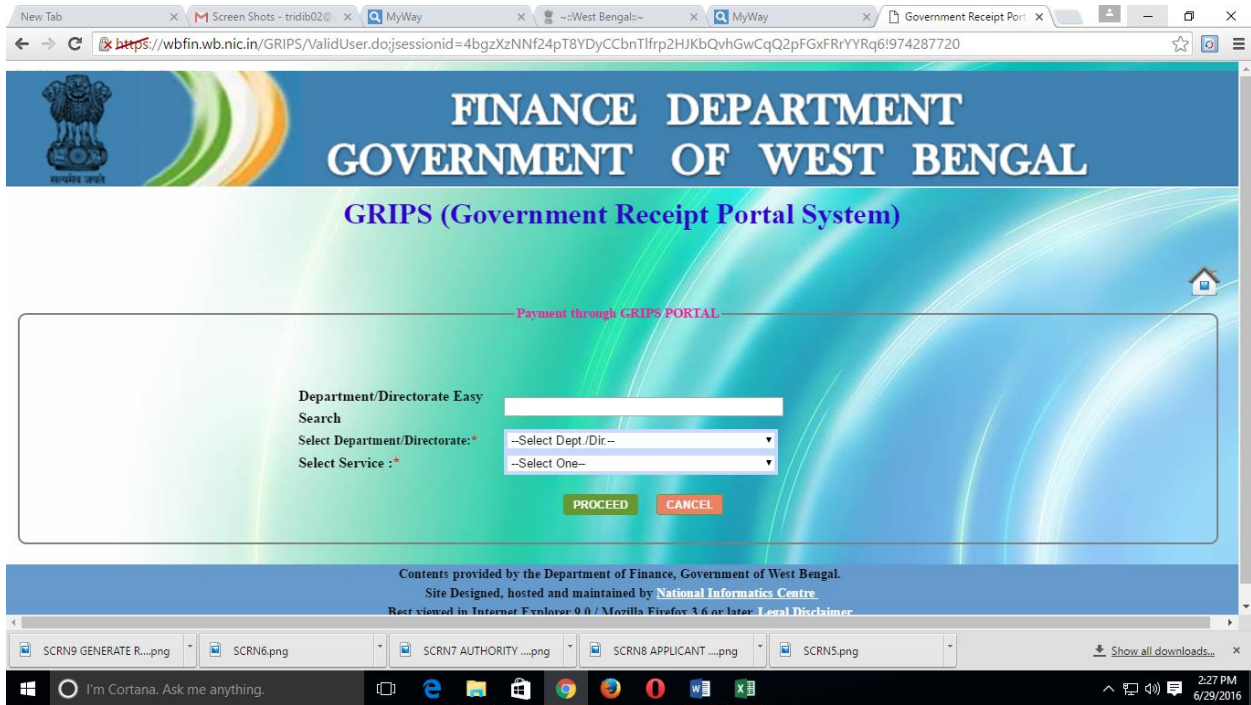 New Tab
Screen Shots - tridib02@
MyWay
~::West Bengal::~
MyWay
Government Receipt Port
https://wbfin.wb.nic.in/GRIPS/ValidUser.do;jsessionid=4bgzXzNNf24pT8YDyCCbnTlfrp2HJKbQvhGwCqQ2pFGxFRrYYRq6!974287720
FINANCE DEPARTMENT
GOVERNMENT OF WEST BENGAL
सत्यमेव जयते
GRIPS (Government Receipt Portal System)
Payment through GRIPS PORTAL
Department/Directorate Easy
Search
Select Department/Directorate:*
--Select Dept./Dir.--
Select Service :*
--Select One--
PROCEED
CANCEL
Contents provided by the Department of Finance, Government of West Bengal.
Site Designed, hosted and maintained by National Informatics Centre
Best viewed in Internet Explorer 9.0 / Mozilla Firefox 3.6 or later. Legal Disclaimer
SCRN9 GENERATE R....png
SCRN6.png
SCRN7 AUTHORITY ....png
SCRN8 APPLICANT ....png
SCRN5.png
Show all downloads...
I'm Cortana. Ask me anything.
2:27 PM
6/29/2016